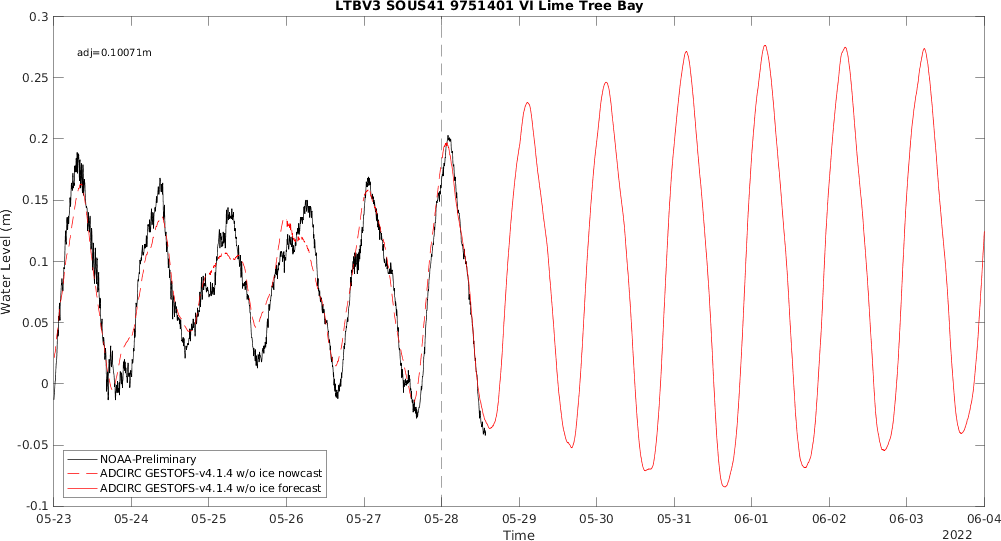 LTBV3 SOUS41 9751401 VI Lime Tree Bay
adj=0.10071m
0.3
0.25
0.2
0.15
0.1
0.05
0
-0.05
-0.1
Water Level (m)
NOAA-Preliminary
ADCIRC GESTOFS-v4.1.4 w/o ice nowcast
ADCIRC GESTOFS-v4.1.4 w/o ice forecast
05-23 05-24 05-25 05-26 05-27 05-28 05-29 05-30 05-31 06-01 06-02 06-03 06-04
Time
2022